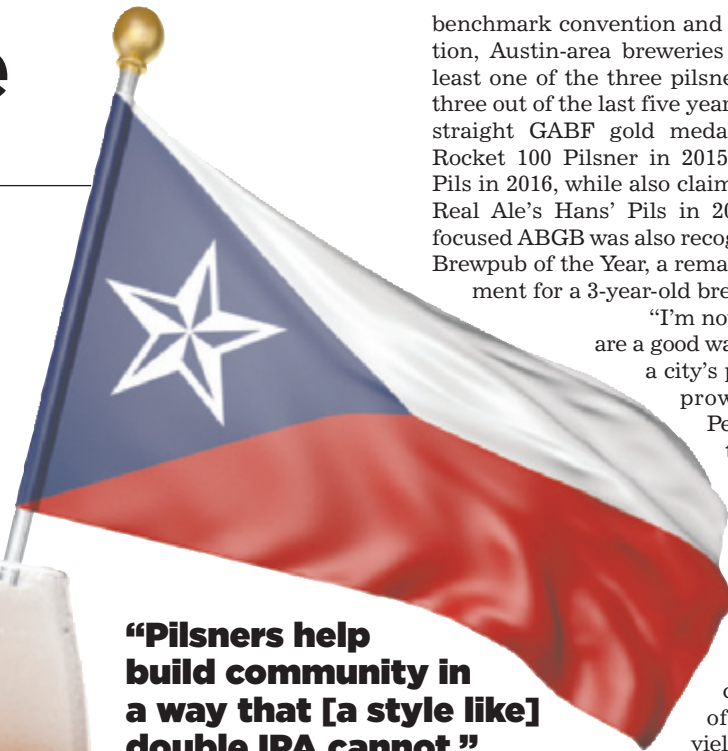 e
benchmark convention and
tion, Austin-area breweries
least one of the three pilsne
three out of the last five year
straight GABF gold meda
Rocket 100 Pilsner in 2015
Pils in 2016, while also claim
Real Ale's Hans' Pils in 20
focused ABGB was also recog
Brewpub of the Year, a rema
ment for a 3-year-old bre
“I'm no
are a good wa
a city's p
prow
Pe
t
“Pilsners help
build community in
a way that [a style like]
double IPA cannot.”
of
viel